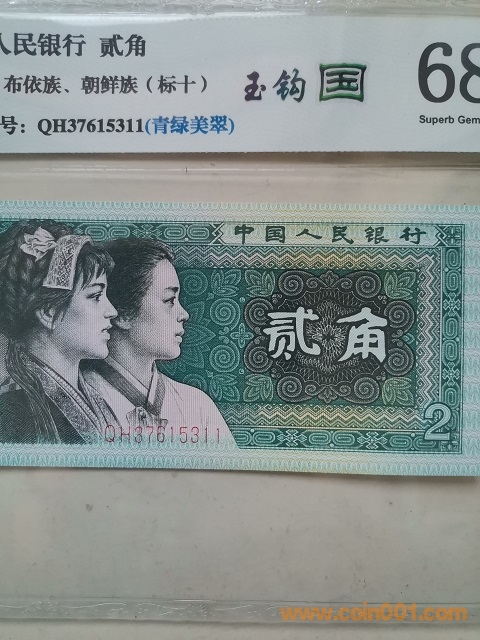 人民银行 贰角
布依族、朝鲜族（标十）
号：QH37615311(青绿美翠)
玉钩国
68
Superb Gem
中国人民银行
贰角
QH37615311
2
www.coin001.com